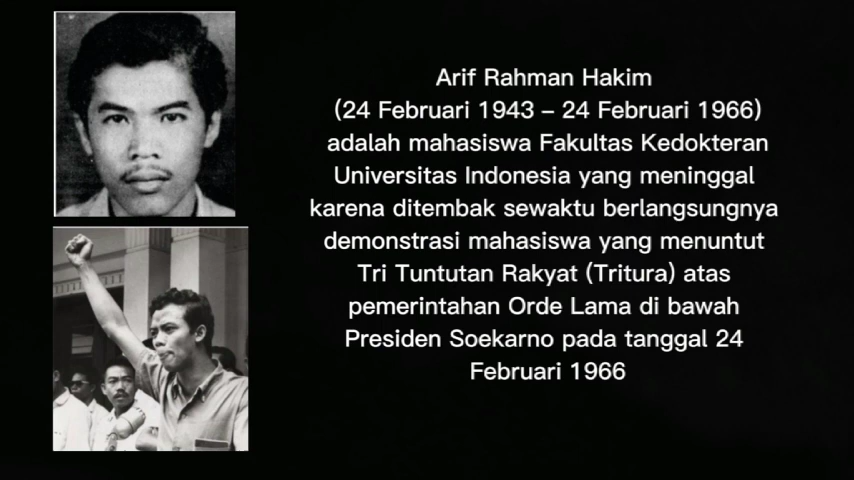 Arif Rahman Hakim
(24 Februari 1943 – 24 Februari 1966)
adalah mahasiswa Fakultas Kedokteran
Universitas Indonesia yang meninggal
karena ditembak sewaktu berlangsungnya
demonstrasi mahasiswa yang menuntut
Tri Tuntutan Rakyat (Tritura) atas
pemerintahan Orde Lama di bawah
Presiden Soekarno pada tanggal 24
Februari 1966